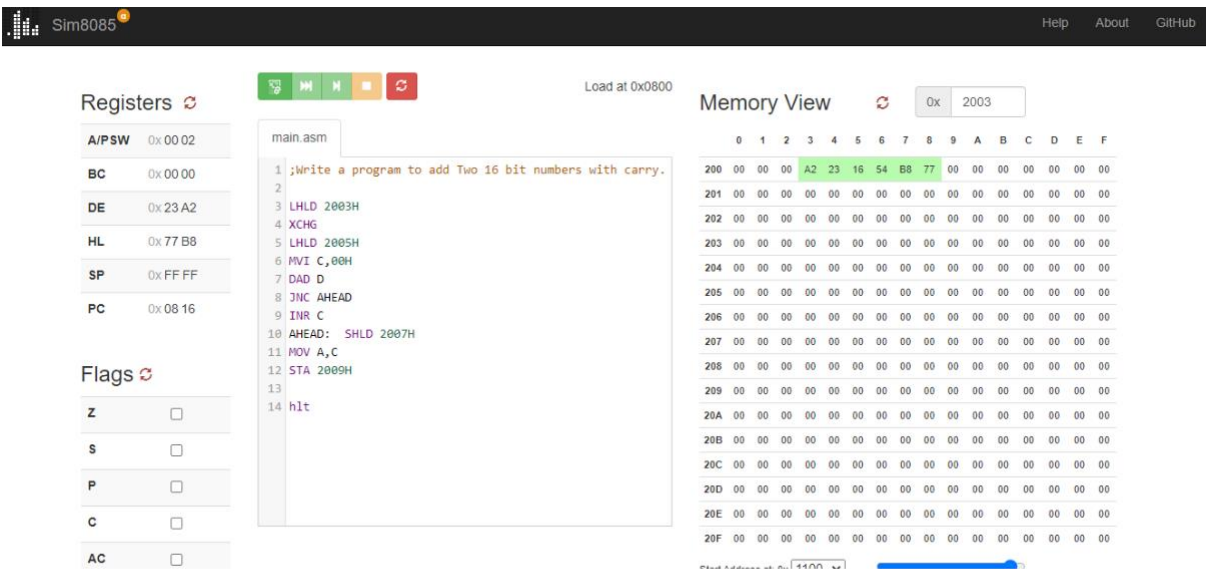 Sim8085 α Help About GitHub
Load at 0x0800
Registers
Memory View 0x 2003
A/PSW 0x 00 02
main.asm
0 1 2 3 4 5 6 7 8 9 A B C D E F
BC 0x 00 00
DE 0x 23 A2
HL 0x 77 B8
SP 0x FF FF
PC 0x 08 16
Flags
Z
S
P
C
AC
1 ;Write a program to add Two 16 bit numbers with carry.
2
3 LHLD 2003H
4 XCHG
5 LHLD 2005H
6 MVI C,00H
7 DAD D
8 JNC AHEAD
9 INR C
10 AHEAD: SHLD 2007H
11 MOV A,C
12 STA 2009H
13
14 hlt
200 00 00 00 A2 23 16 54 B8 77 00 00 00 00 00 00 00
201 00 00 00 00 00 00 00 00 00 00 00 00 00 00 00 00
202 00 00 00 00 00 00 00 00 00 00 00 00 00 00 00 00
203 00 00 00 00 00 00 00 00 00 00 00 00 00 00 00 00
204 00 00 00 00 00 00 00 00 00 00 00 00 00 00 00 00
205 00 00 00 00 00 00 00 00 00 00 00 00 00 00 00 00
206 00 00 00 00 00 00 00 00 00 00 00 00 00 00 00 00
207 00 00 00 00 00 00 00 00 00 00 00 00 00 00 00 00
208 00 00 00 00 00 00 00 00 00 00 00 00 00 00 00 00
209 00 00 00 00 00 00 00 00 00 00 00 00 00 00 00 00
20A 00 00 00 00 00 00 00 00 00 00 00 00 00 00 00 00
20B 00 00 00 00 00 00 00 00 00 00 00 00 00 00 00 00
20C 00 00 00 00 00 00 00 00 00 00 00 00 00 00 00 00
20D 00 00 00 00 00 00 00 00 00 00 00 00 00 00 00 00
20E 00 00 00 00 00 00 00 00 00 00 00 00 00 00 00 00
20F 00 00 00 00 00 00 00 00 00 00 00 00 00 00 00 00
Start Address at: 0x 1100